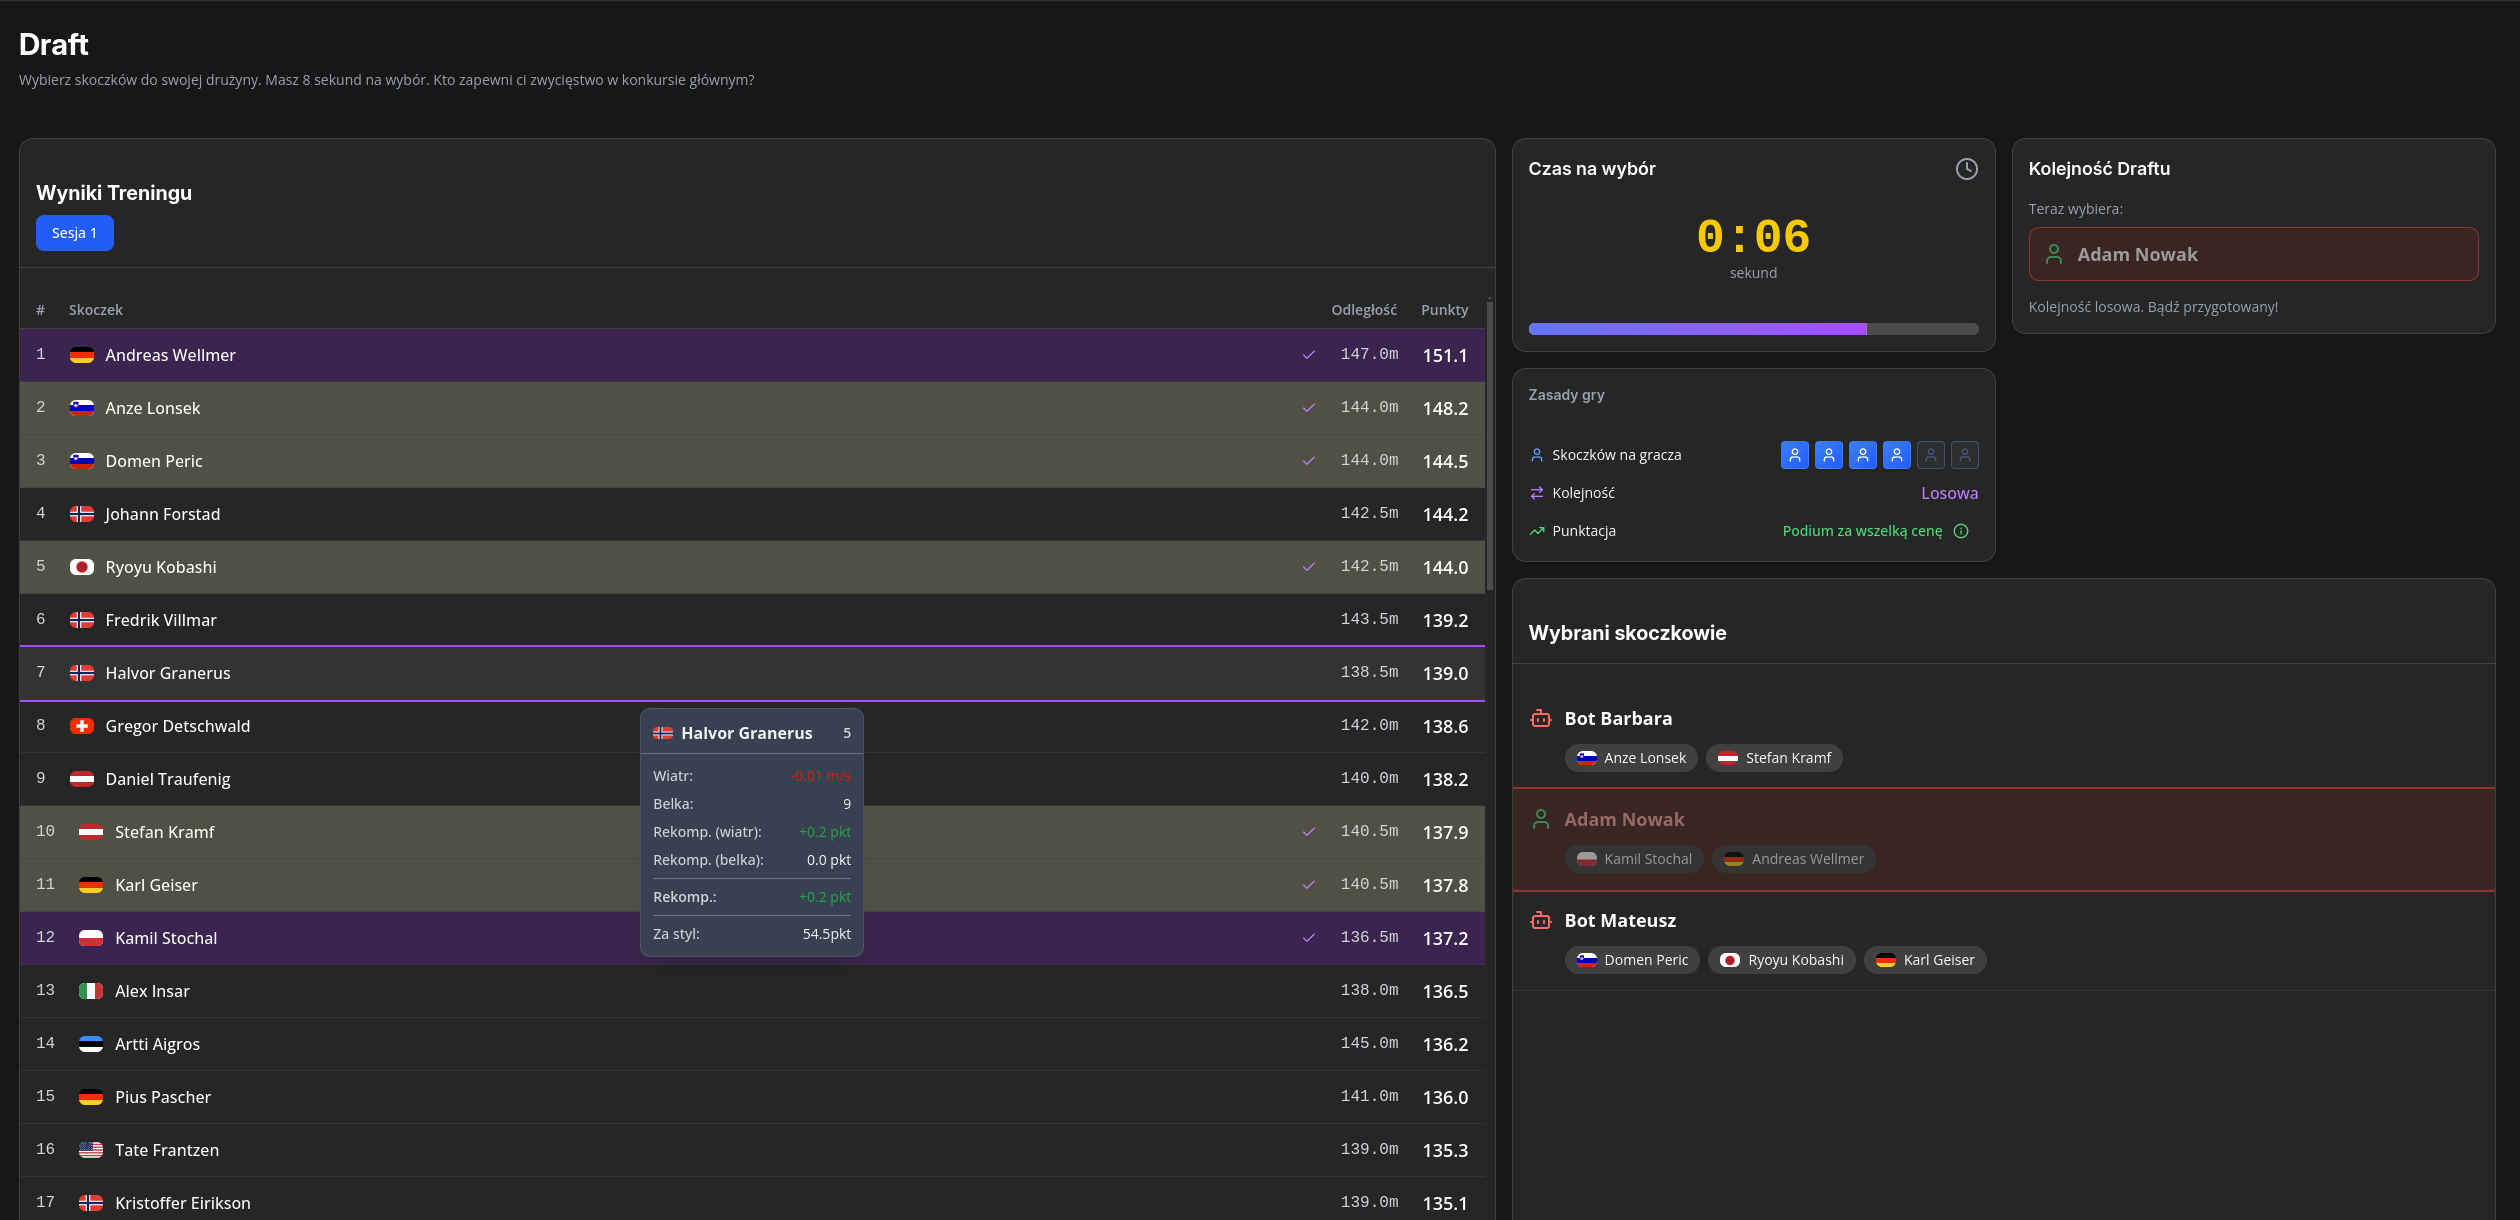 Draft
Wybierz skoczków do swojej drużyny. Masz 8 sekund na wybór. Kto zapewni ci zwycięstwo w konkursie głównym?
Wyniki Treningu
Sesja 1
# Skoczek Odległość Punkty
1 Andreas Wellmer 147.0m 151.1
2 Anze Lonsek 144.0m 148.2
3 Domen Peric 144.0m 144.5
4 Johann Forstad 142.5m 144.2
5 Ryoyu Kobashi 142.5m 144.0
6 Fredrik Villmar 143.5m 139.2
7 Halvor Granerus 138.5m 139.0
8 Gregor Detschwald 142.0m 138.6
9 Daniel Traufenig 140.0m 138.2
10 Stefan Kramf 140.5m 137.9
11 Karl Geiser 140.5m 137.8
12 Kamil Stochal 136.5m 137.2
13 Alex Insar 138.0m 136.5
14 Artti Aigros 145.0m 136.2
15 Pius Pascher 141.0m 136.0
16 Tate Frantzen 139.0m 135.3
17 Kristoffer Eirikson 139.0m 135.1
Halvor Granerus 5
Wiatr: -0.01 m/s
Belka: 9
Rekomp. (wiatr): +0.2 pkt
Rekomp. (belka): 0.0 pkt
Rekomp.: +0.2 pkt
Za styl: 54.5pkt
Czas na wybór
0:06
sekund
Zasady gry
Skoczków na gracza
Kolejność Losowa
Punktacja Podium za wszelką cenę
Kolejność Draftu
Teraz wybiera:
Adam Nowak
Kolejność losowa. Bądź przygotowany!
Wybrani skoczkowie
Bot Barbara
Anze Lonsek Stefan Kramf
Adam Nowak
Kamil Stochal Andreas Wellmer
Bot Mateusz
Domen Peric Ryoyu Kobashi Karl Geiser